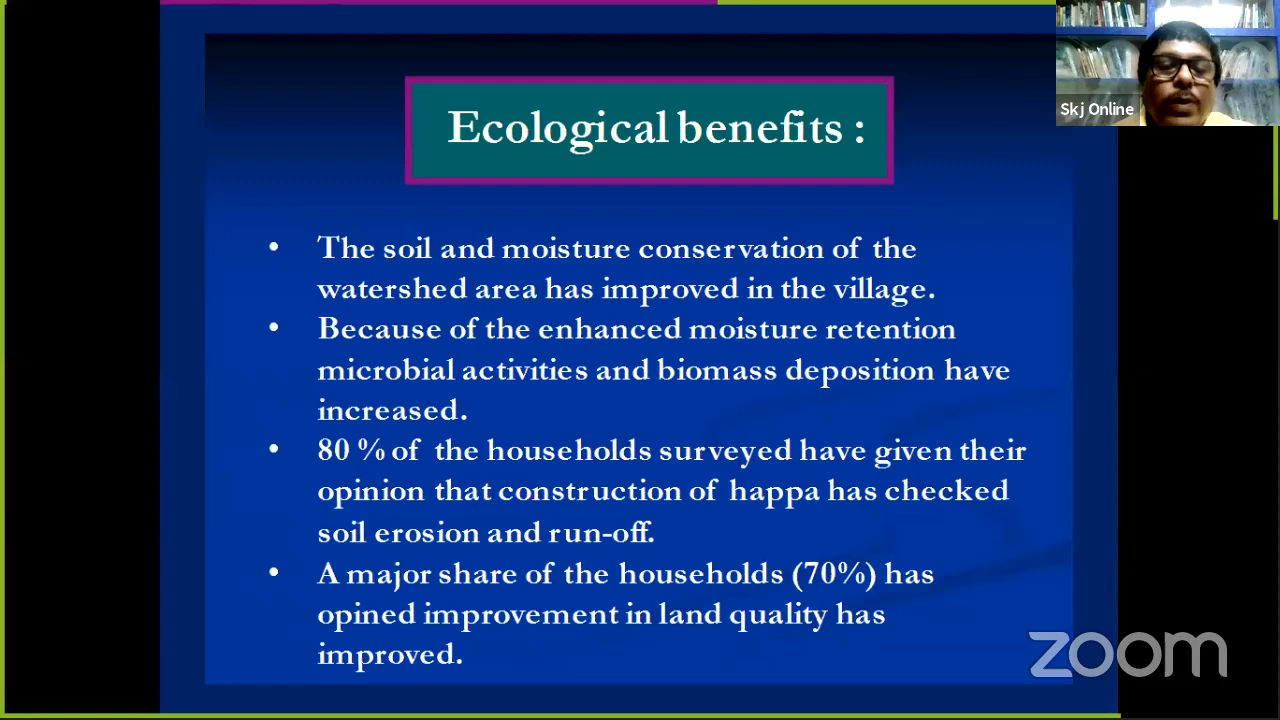 Skj Online
Ecological benefits :
• The soil and moisture conservation of the
watershed area has improved in the village.
• Because of the enhanced moisture retention
microbial activities and biomass deposition have
increased.
• 80 % of the households surveyed have given their
opinion that construction of happa has checked
soil erosion and run-off.
• A major share of the households (70%) has
opined improvement in land quality has
improved.
zoom